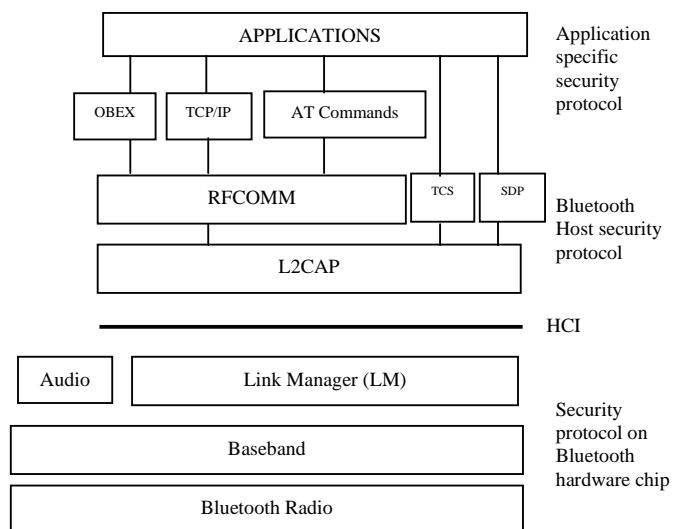 APPLICATIONS
Application
specific
security
protocol
OBEX
TCP/IP
AT Commands
RFCOMM
TCS
SDP
Bluetooth
Host security
protocol
L2CAP
HCI
Audio
Link Manager (LM)
Security
protocol on
Bluetooth
hardware chip
Baseband
Bluetooth Radio